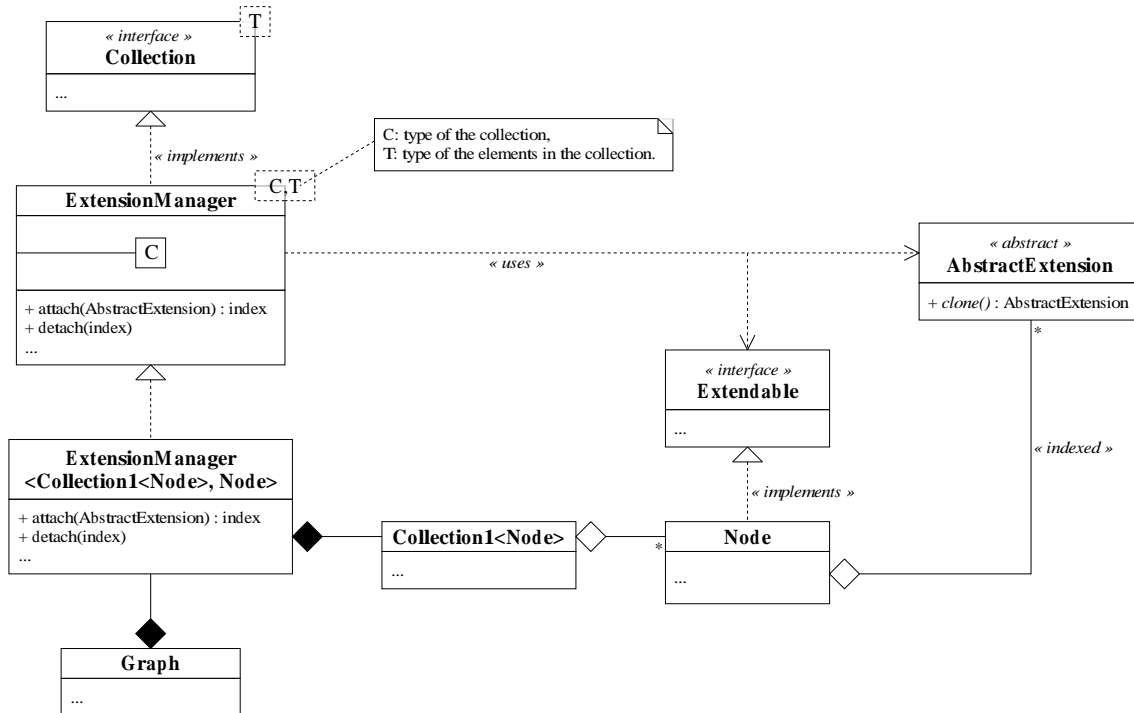 T
« interface »
Collection
...
« implements »
C: type of the collection,
T: type of the elements in the collection.
C,T
ExtensionManager
C
+ attach(AbstractExtension) : index
+ detach(index)
...
« uses »
« abstract »
AbstractExtension
+ clone() : AbstractExtension
*
« interface »
Extendable
...
« indexed »
ExtensionManager
<Collection1<Node>, Node>
+ attach(AbstractExtension) : index
+ detach(index)
...
« implements »
Collection1<Node>
...
*
Node
...
Graph
...